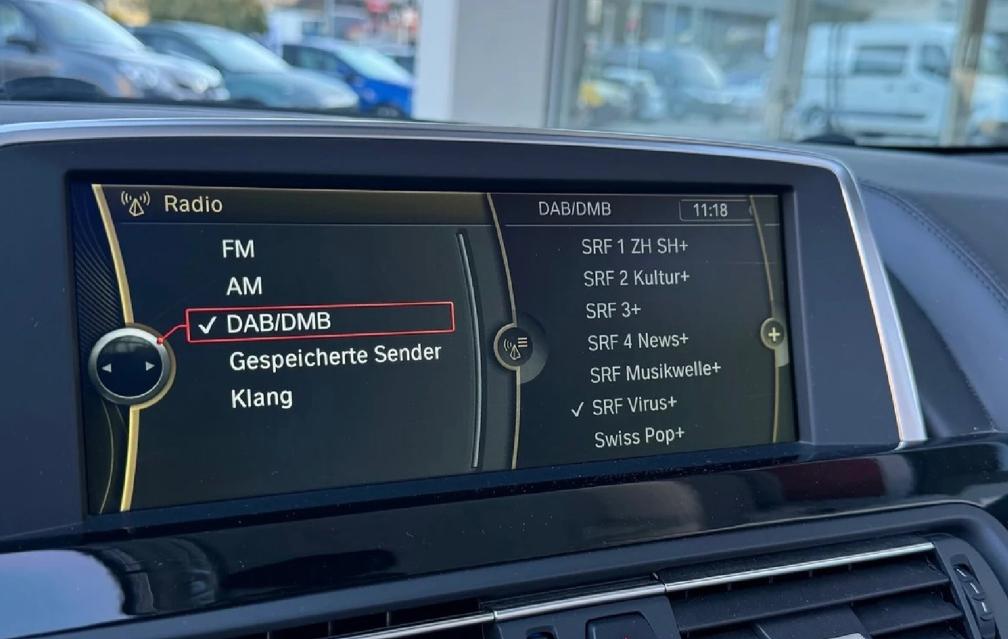 Radio
FM
AM
✓ DAB/DMB
Gespeicherte Sender
Klang
DAB/DMB
11:18
SRF 1 ZH SH+
SRF 2 Kultur+
SRF 3+
SRF 4 News+
SRF Musikwelle+
✓ SRF Virus+
Swiss Pop+